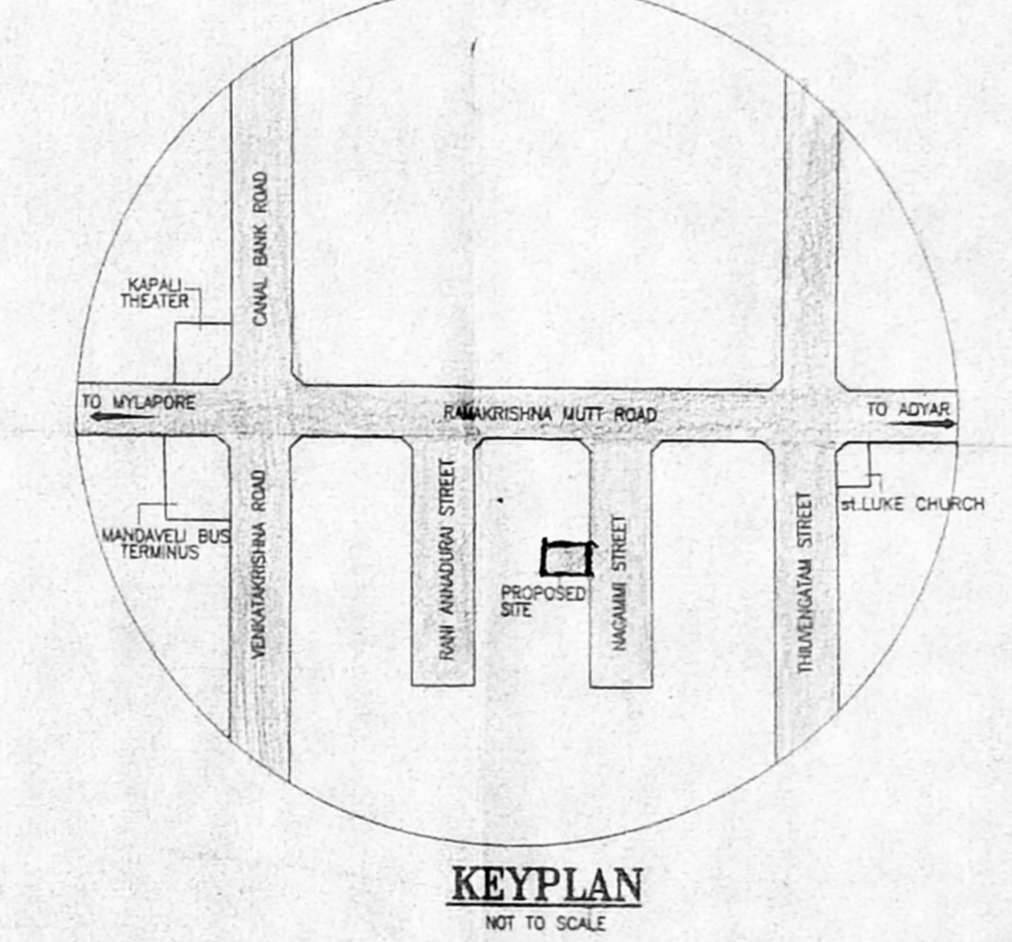 CANAL BANK ROAD
KAPALI
THEATER
TO MYLAPORE
RAMAKRISHNA MUTT ROAD
TO ADYAR
MANDAVELI BUS
TERMINUS
VENKATAKRISHNA ROAD
RANI ANNADURAI STREET
PROPOSED
SITE
NAGAMMI STREET
THIUVENGATAM STREET
st.LUKE CHURCH
KEYPLAN
NOT TO SCALE